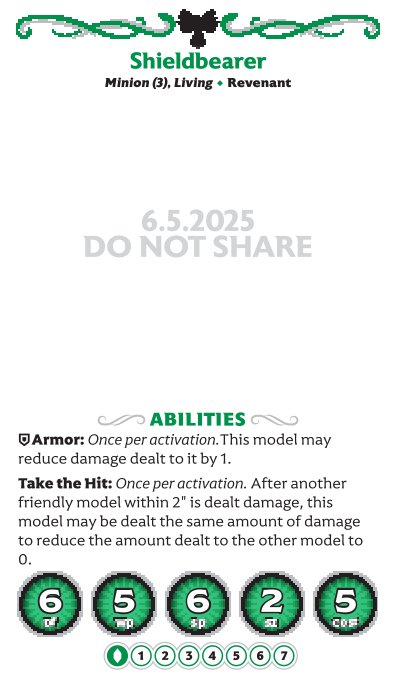 Shieldbearer
Minion (3), Living ♦ Revenant
6.5.2025
DO NOT SHARE
ABILITIES
Armor: Once per activation.This model may
reduce damage dealt to it by 1.
Take the Hit: Once per activation. After another
friendly model within 2" is dealt damage, this
model may be dealt the same amount of damage
to reduce the amount dealt to the other model to
0.
6 5 6 2 5
Df Wp Sp Sz Cost
1 2 3 4 5 6 7